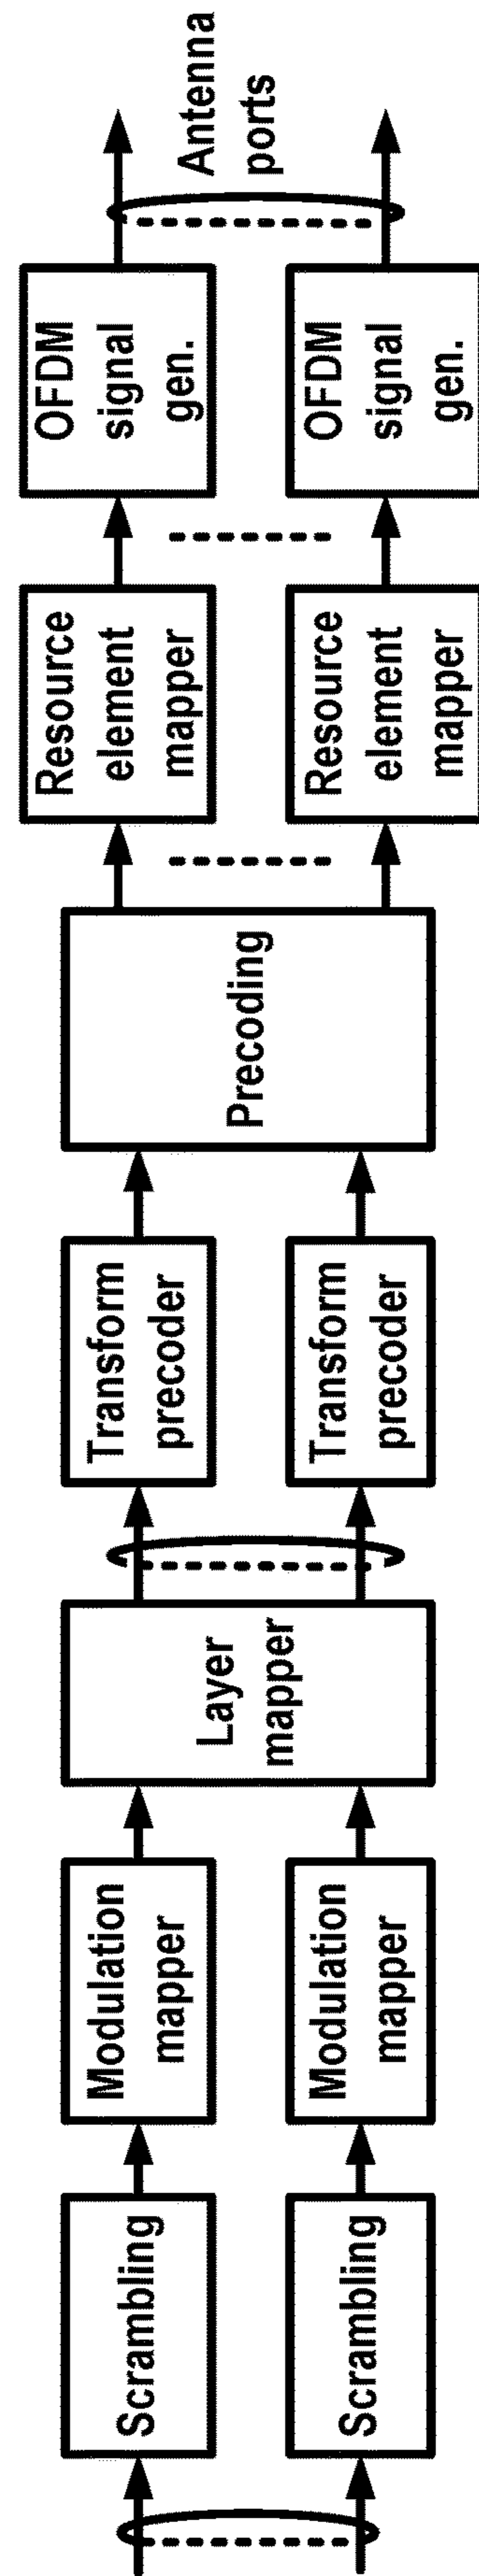 Scrambling
Scrambling
Modulation
mapper
Modulation
mapper
Layer
mapper
Transform
precoder
Transform
precoder
Precoding
Resource
element
mapper
Resource
element
mapper
OFDM
signal
gen.
OFDM
signal
gen.
Antenna
ports